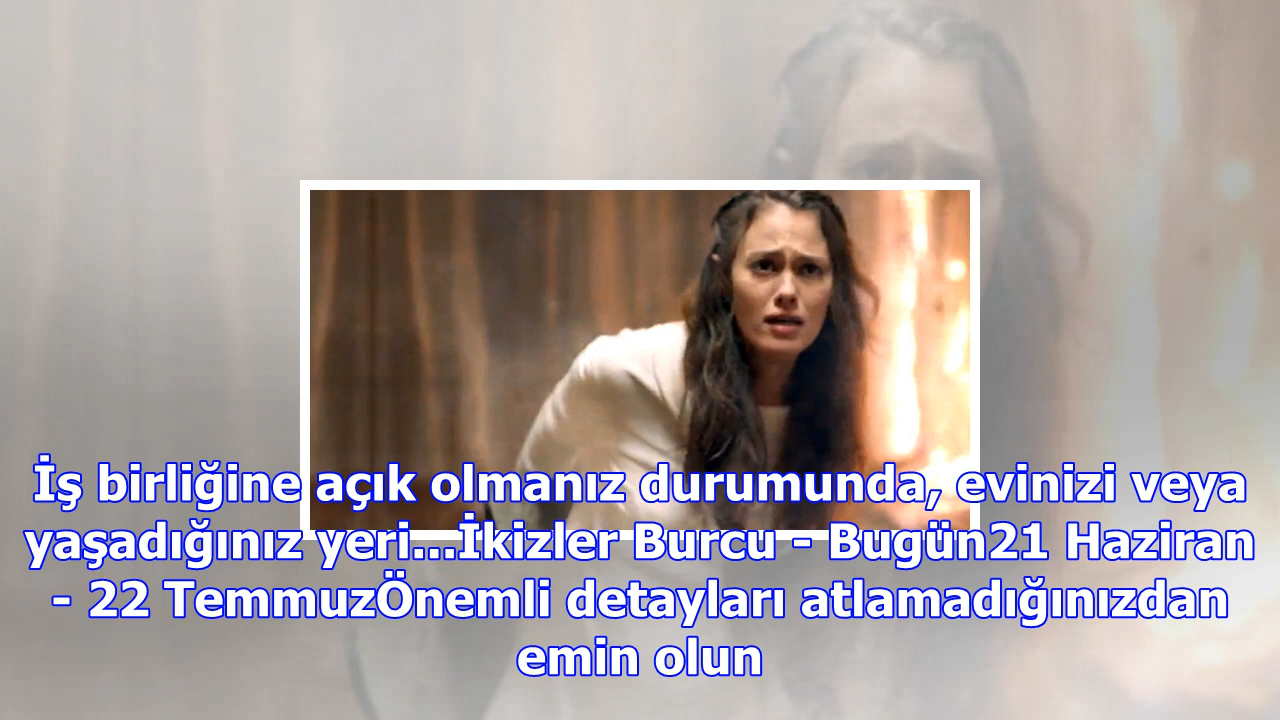 İş birliğine açık olmanız durumunda, evinizi veya
yaşadığınız yeri...İkizler Burcu - Bugün21 Haziran
- 22 TemmuzÖnemli detayları atlamadığınızdan
emin olun